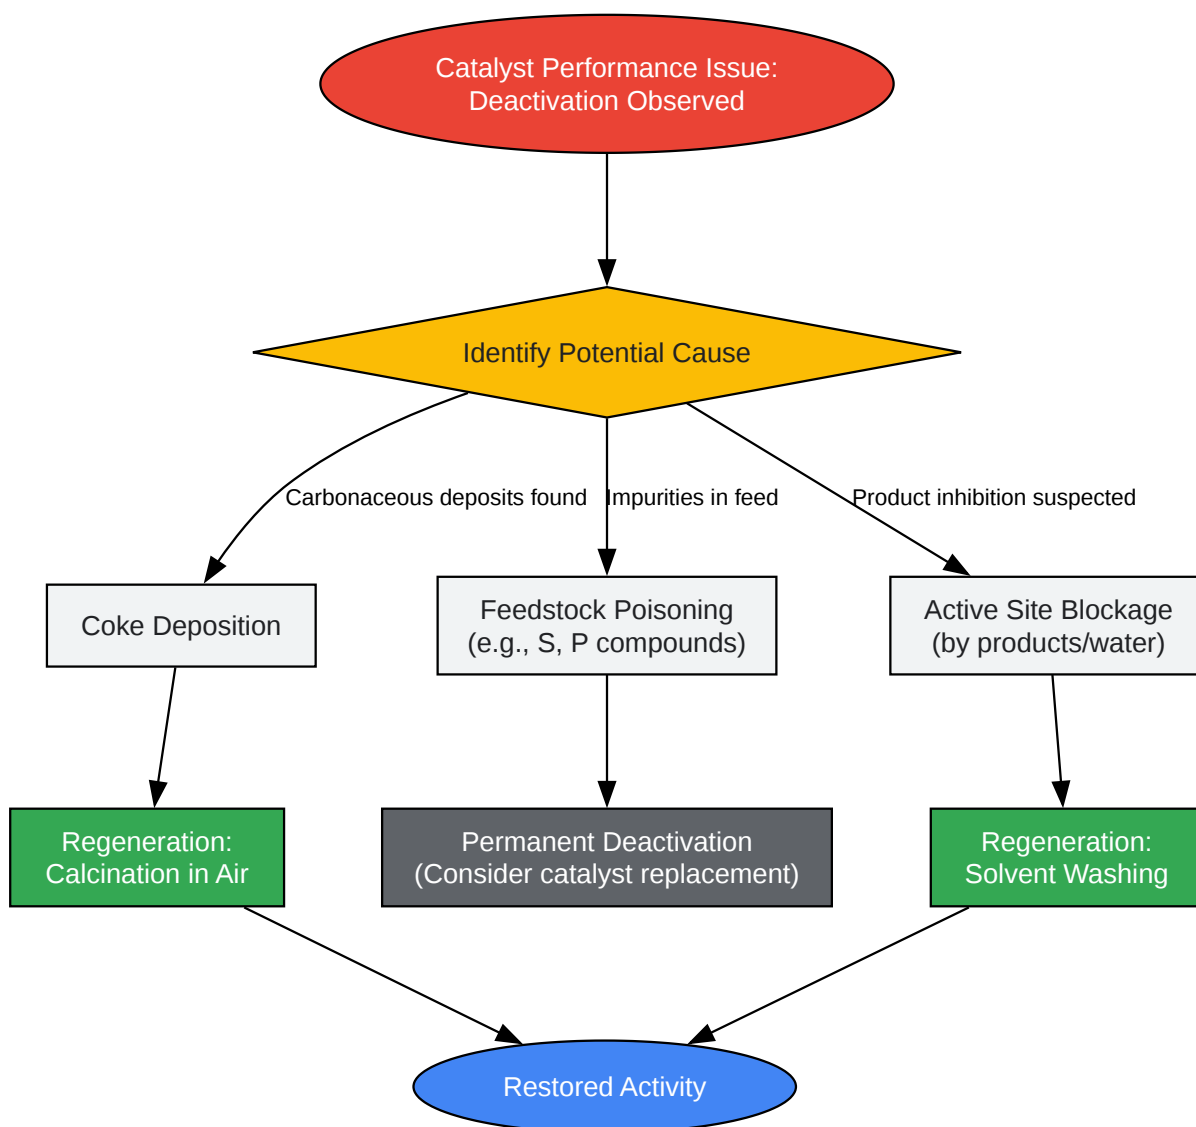 Catalyst Performance Issue:
Deactivation Observed
Identify Potential Cause
Carbonaceous deposits found
Impurities in feed
Product inhibition suspected
Coke Deposition
Feedstock Poisoning
(e.g., S, P compounds)
Active Site Blockage
(by products/water)
Regeneration:
Calcination in Air
Permanent Deactivation
(Consider catalyst replacement)
Regeneration:
Solvent Washing
Restored Activity